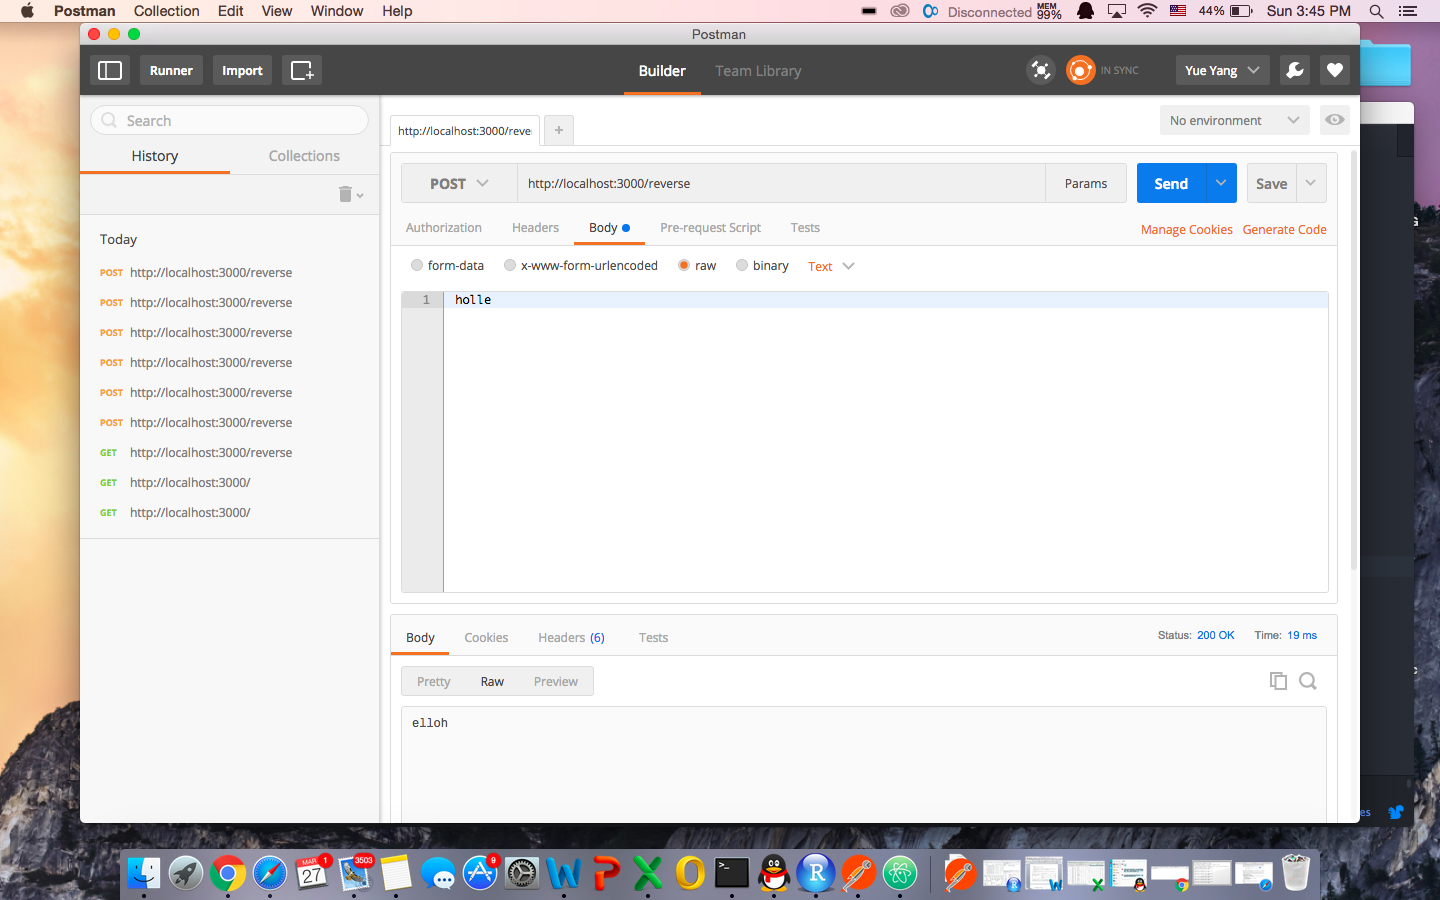 Postman Collection Edit View Window Help Disconnected MEM 99% 44% Sun 3:45 PM
Postman
Runner Import Builder Team Library IN SYNC Yue Yang
Search
History Collections
Today
POST http://localhost:3000/reverse
POST http://localhost:3000/reverse
POST http://localhost:3000/reverse
POST http://localhost:3000/reverse
POST http://localhost:3000/reverse
POST http://localhost:3000/reverse
GET http://localhost:3000/reverse
GET http://localhost:3000/
GET http://localhost:3000/
http://localhost:3000/reve +
No environment
POST http://localhost:3000/reverse Params Send Save
Authorization Headers Body Pre-request Script Tests Manage Cookies Generate Code
form-data x-www-form-urlencoded raw binary Text
1 holle
Body Cookies Headers (6) Tests Status: 200 OK Time: 19 ms
Pretty Raw Preview
elloh
es
MAR 27 1 3503 9